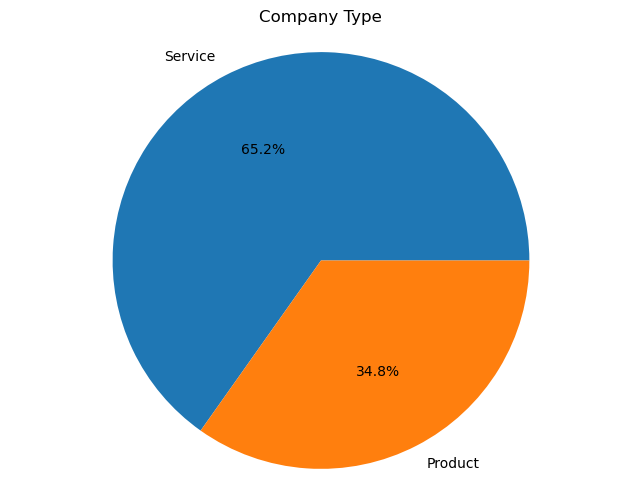 Company Type
Service
65.2%
34.8%
Product